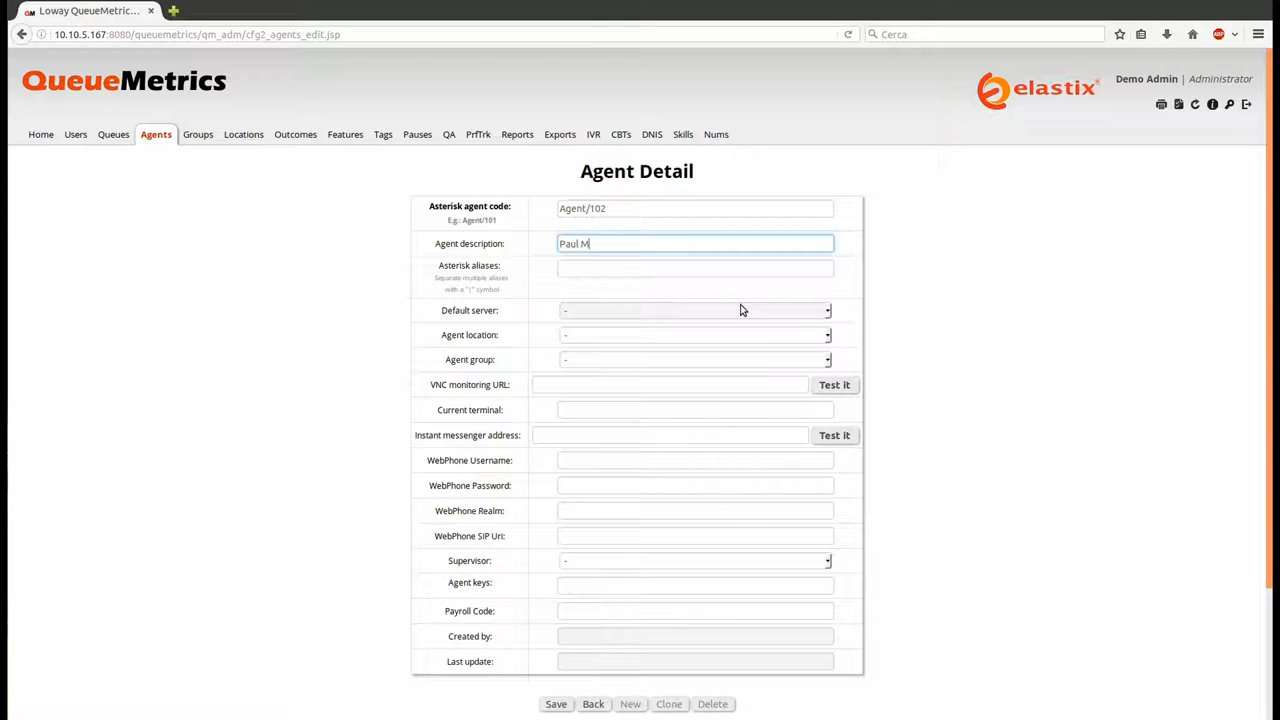 Loway QueueMetric...
10.10.5.167:8080/queuemetrics/qm_adm/cfg2_agents_edit.jsp
Cerca
ABP
QueueMetrics
elastix
Demo Admin | Administrator
Home Users Queues Agents Groups Locations Outcomes Features Tags Pauses QA PrfTrk Reports Exports IVR CBTs DNIS Skills Nums
Agent Detail
Asterisk agent code: Agent/102
E.g.: Agent/101
Agent description: Paul M
Asterisk aliases:
Separate multiple aliases
with a "|" symbol
Default server: -
Agent location: -
Agent group: -
VNC monitoring URL: Test it
Current terminal:
Instant messenger address: Test it
WebPhone Username:
WebPhone Password:
WebPhone Realm:
WebPhone SIP Uri:
Supervisor: -
Agent keys:
Payroll Code:
Created by:
Last update:
Save Back New Clone Delete